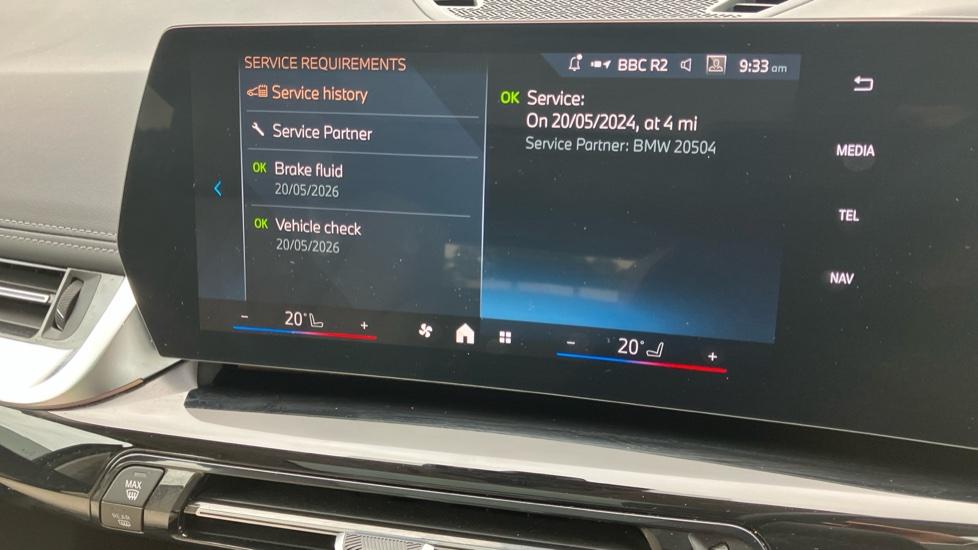 SERVICE REQUIREMENTS
BBC R2
9:33 am
Service history
Service Partner
OK Brake fluid
20/05/2026
OK Vehicle check
20/05/2026
OK Service:
On 20/05/2024, at 4 mi
Service Partner: BMW 20504
MEDIA
TEL
NAV
- 20° +
- 20° +
MAX
REAR